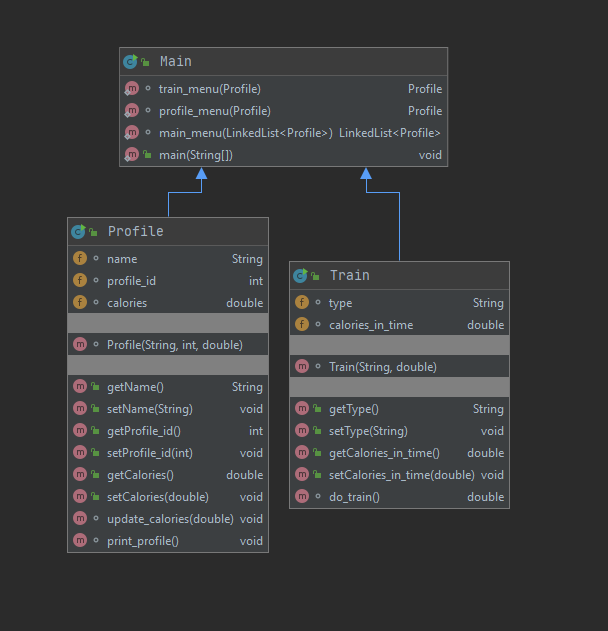 Main
train_menu(Profile) Profile
profile_menu(Profile) Profile
main_menu(LinkedList<Profile>) LinkedList<Profile>
main(String[]) void
Profile
name String
profile_id int
calories double
Profile(String, int, double)
getName() String
setName(String) void
getProfile_id() int
setProfile_id(int) void
getCalories() double
setCalories(double) void
update_calories(double) void
print_profile() void
Train
type String
calories_in_time double
Train(String, double)
getType() String
setType(String) void
getCalories_in_time() double
setCalories_in_time(double) void
do_train() double